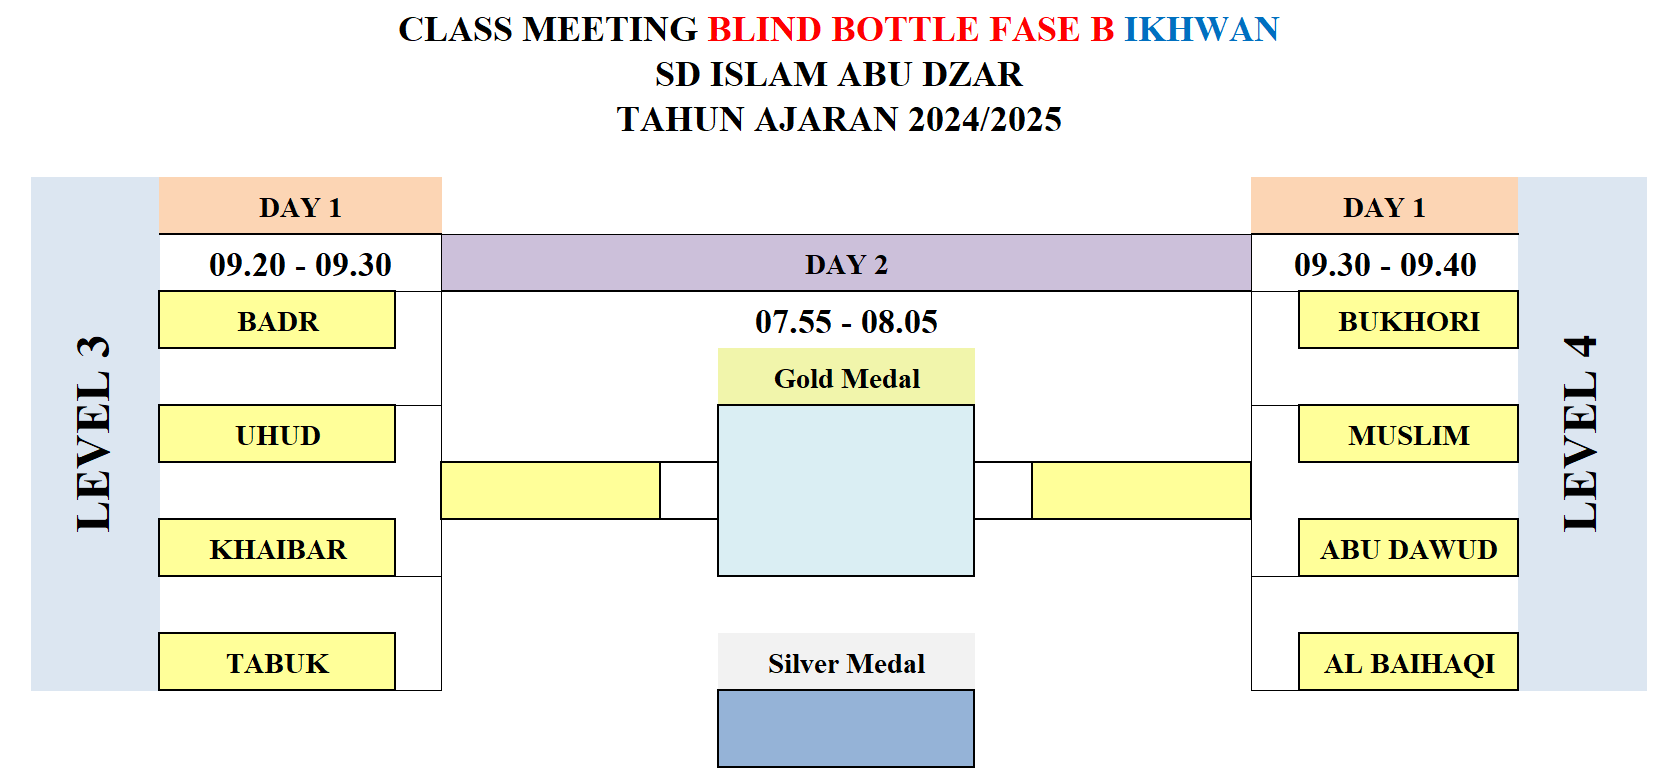 CLASS MEETING BLIND BOTTLE FASE B IKHWAN
SD ISLAM ABU DZAR
TAHUN AJARAN 2024/2025
LEVEL 3
DAY 1
09.20 - 09.30
BADR
UHUD
KHAIBAR
TABUK
DAY 2
07.55 - 08.05
Gold Medal
Silver Medal
DAY 1
09.30 - 09.40
BUKHORI
MUSLIM
ABU DAWUD
AL BAIHAQI
LEVEL 4